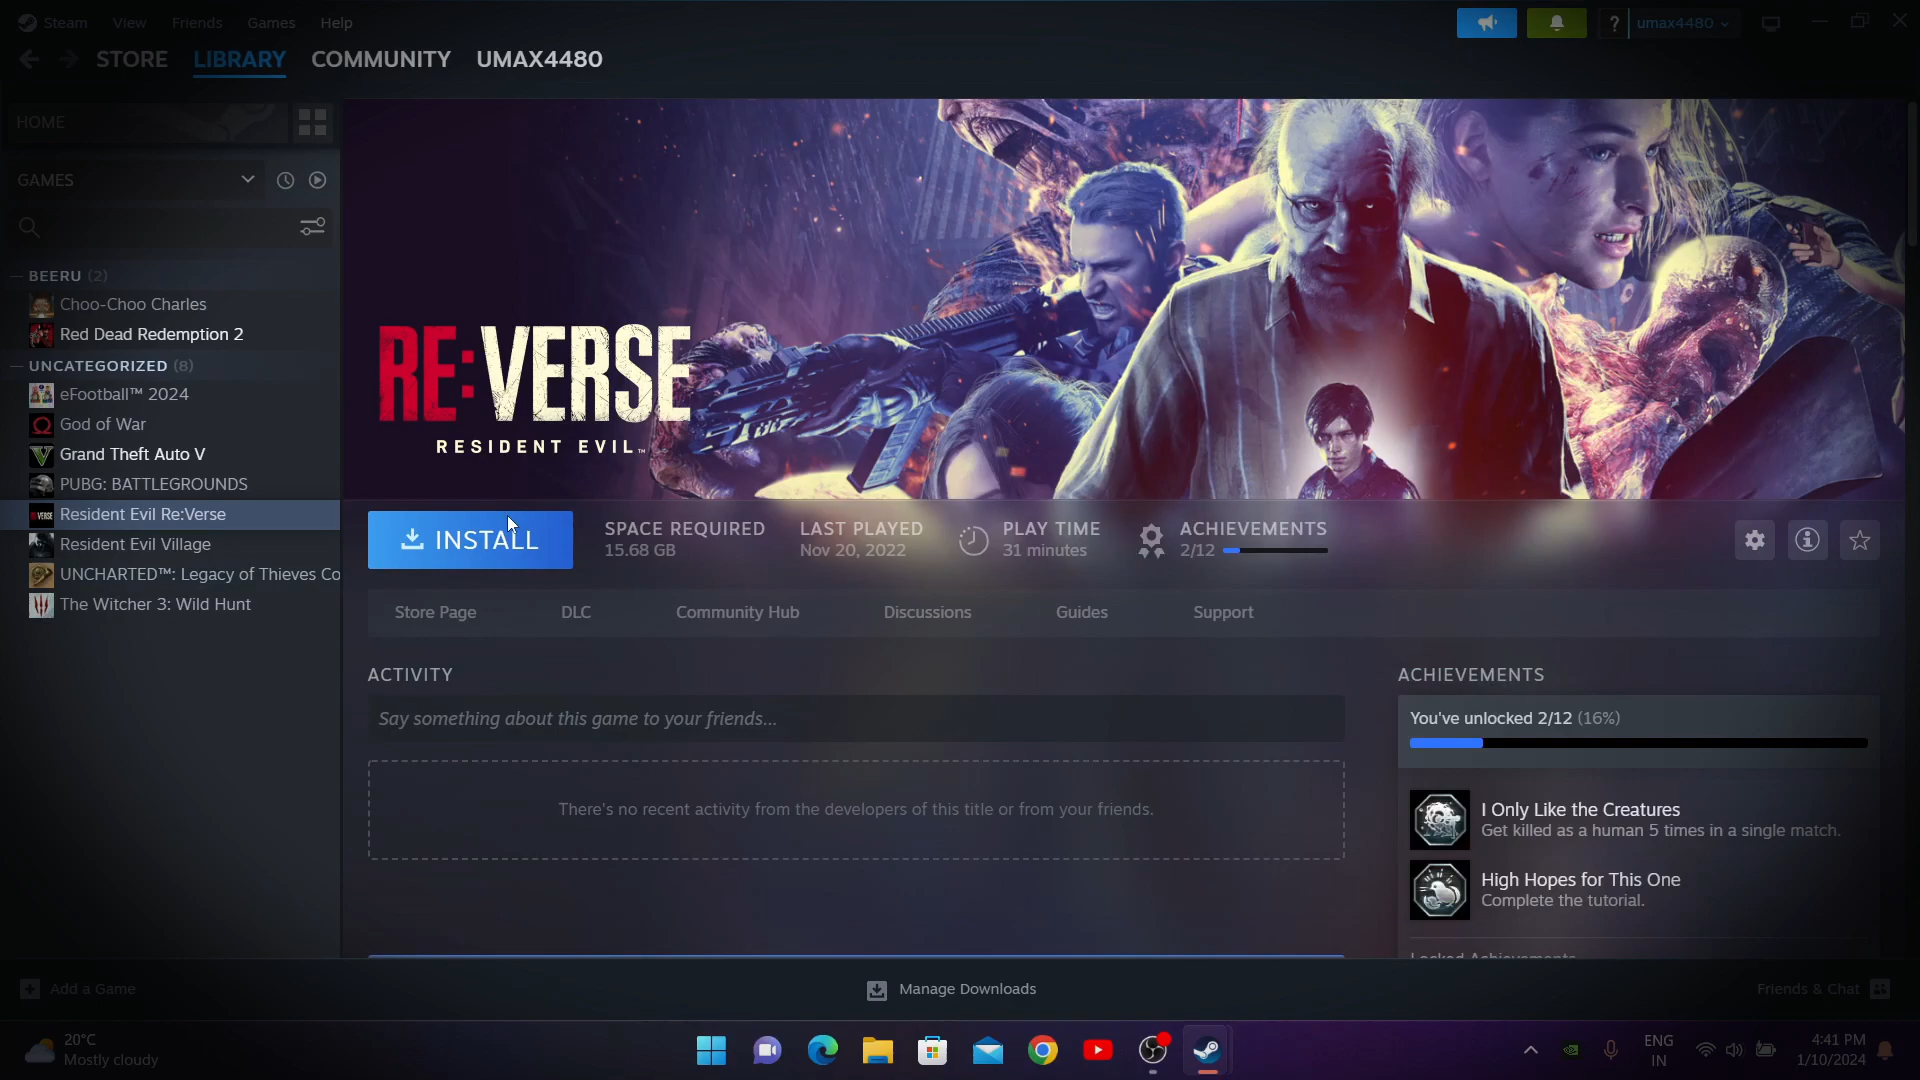 Steam View Friends Games Help
umax4480
STORE LIBRARY COMMUNITY UMAX4480
HOME
GAMES
BEERU (2)
Choo-Choo Charles
Red Dead Redemption 2
UNCATEGORIZED (8)
eFootball™ 2024
God of War
Grand Theft Auto V
PUBG: BATTLEGROUNDS
Resident Evil Re:Verse
Resident Evil Village
UNCHARTED™: Legacy of Thieves Co
The Witcher 3: Wild Hunt
RE:VERSE
RESIDENT EVIL™
INSTALL
SPACE REQUIRED
15.68 GB
LAST PLAYED
Nov 20, 2022
PLAY TIME
31 minutes
ACHIEVEMENTS
2/12
Store Page DLC Community Hub Discussions Guides Support
ACTIVITY
Say something about this game to your friends...
There's no recent activity from the developers of this title or from your friends.
ACHIEVEMENTS
You've unlocked 2/12 (16%)
I Only Like the Creatures
Get killed as a human 5 times in a single match.
High Hopes for This One
Complete the tutorial.
Locked Achievements
Add a Game
Manage Downloads
Friends & Chat
20°C
Mostly cloudy
ENG
IN
4:41 PM
1/10/2024